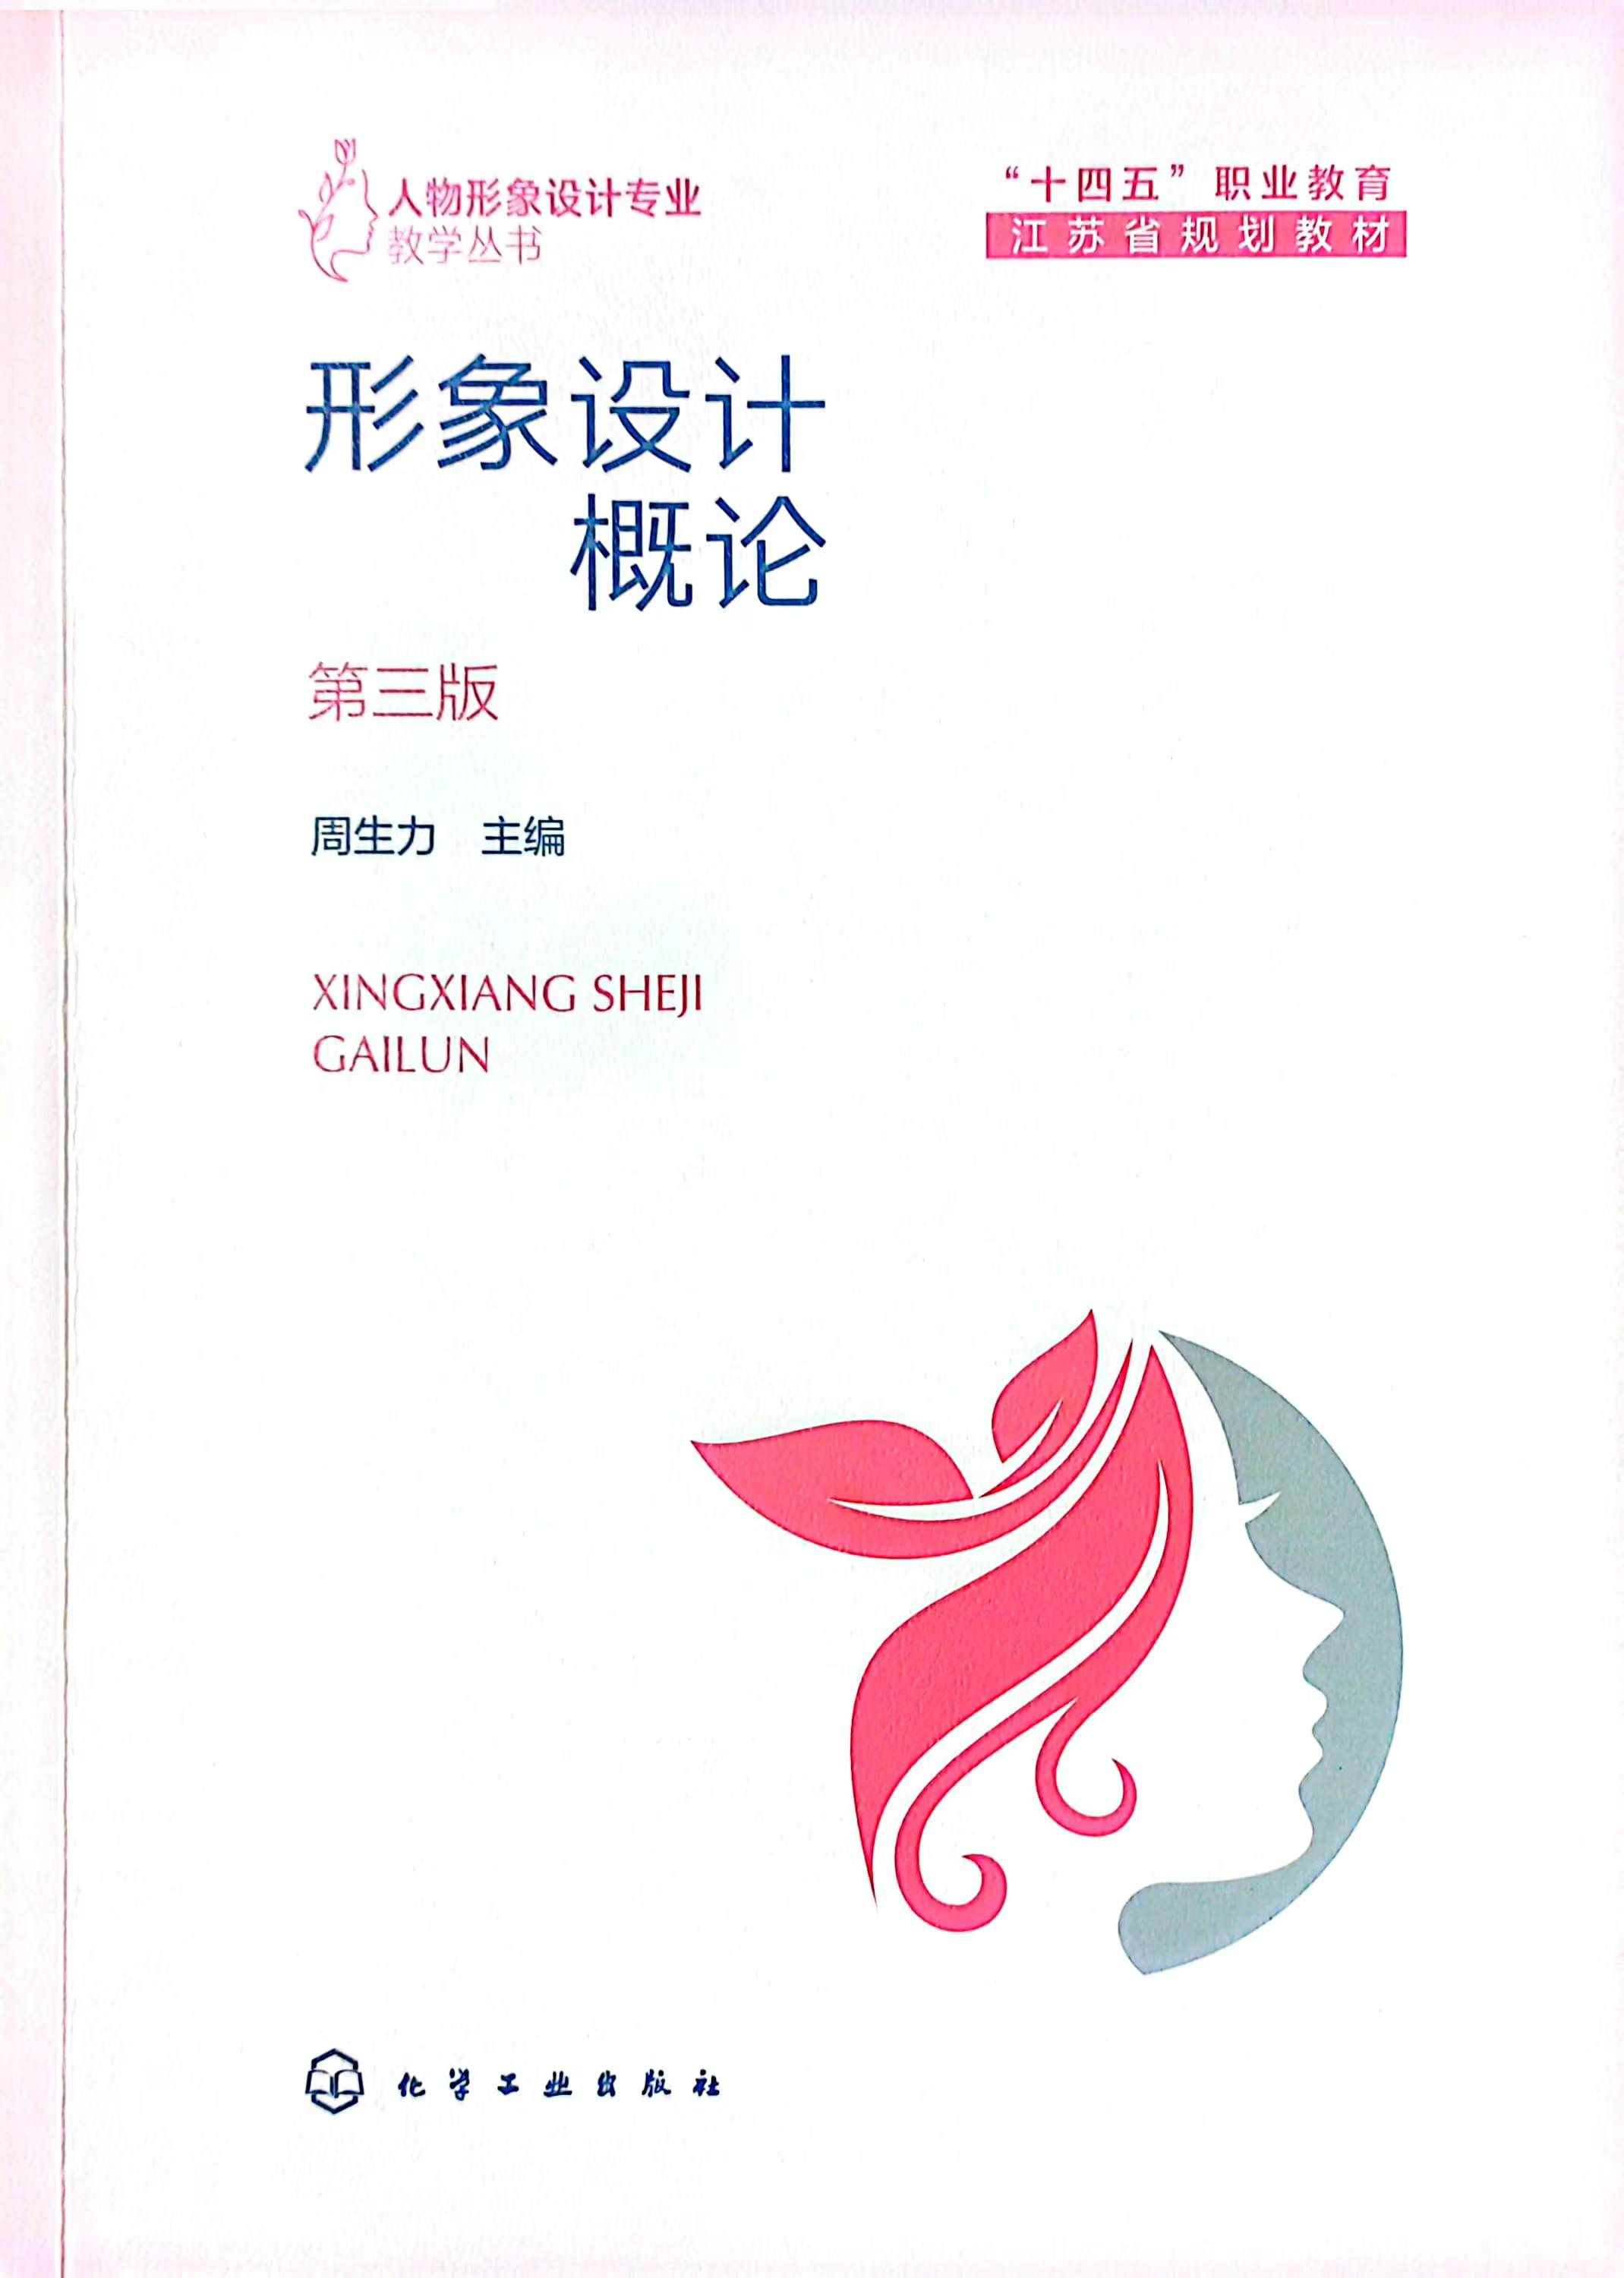 人物形象设计专业
教学丛书
“十四五”职业教育
江苏省规划教材
形象设计
概论
第三版
周生力 主编
XINGXIANG SHEJI
GAILUN
化学工业出版社